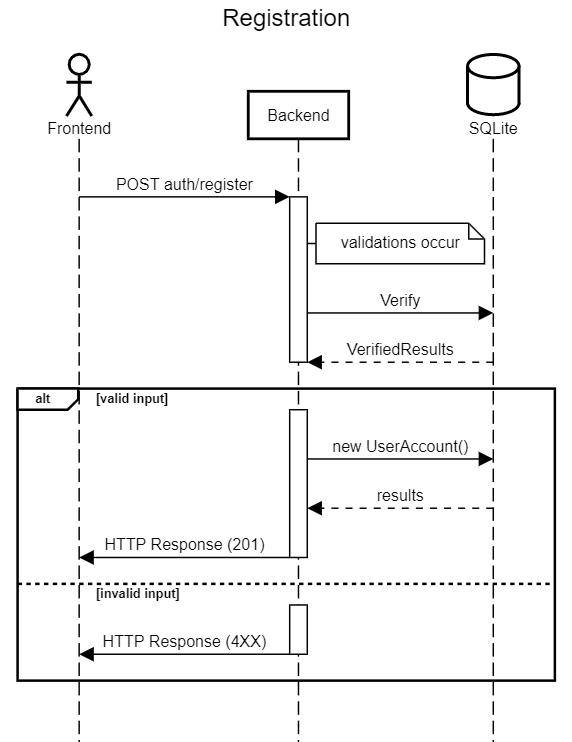 Registration
Frontend
Backend
SQLite
POST auth/register
validations occur
Verify
VerifiedResults
alt
[valid input]
new UserAccount()
results
HTTP Response (201)
[invalid input]
HTTP Response (4XX)